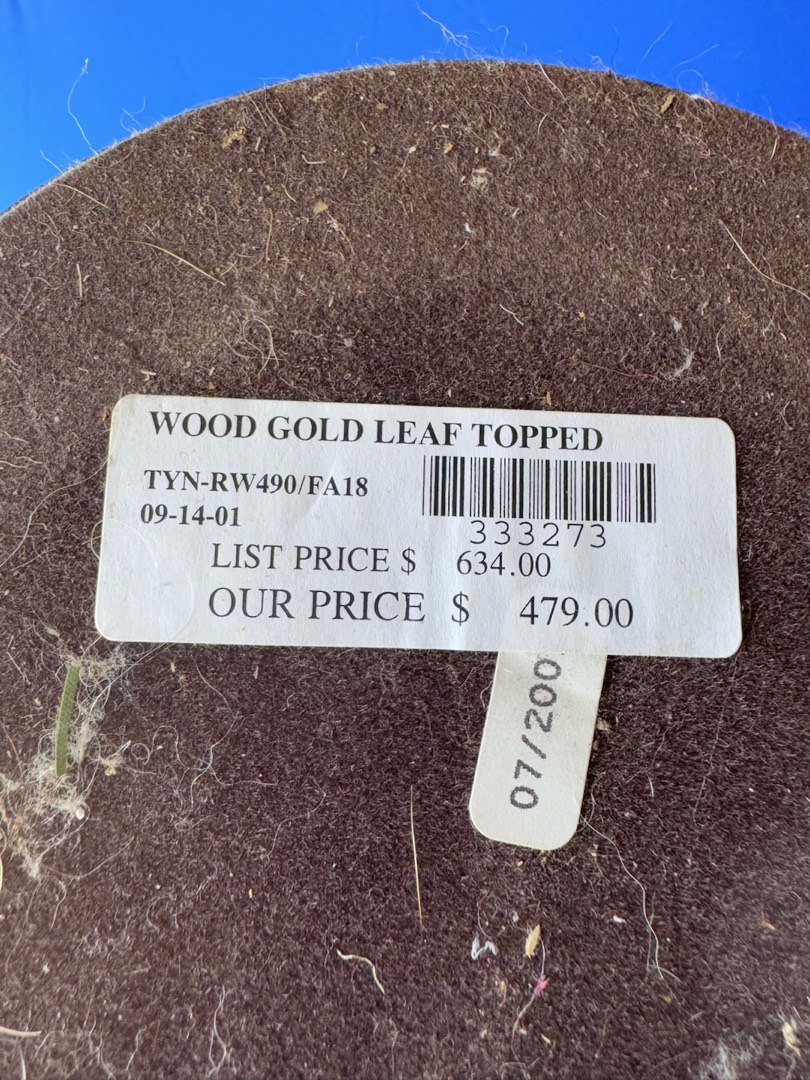 WOOD GOLD LEAF TOPPED
TYN-RW490/FA18
09-14-01
333273
LIST PRICE $ 634.00
OUR PRICE $ 479.00
07/200